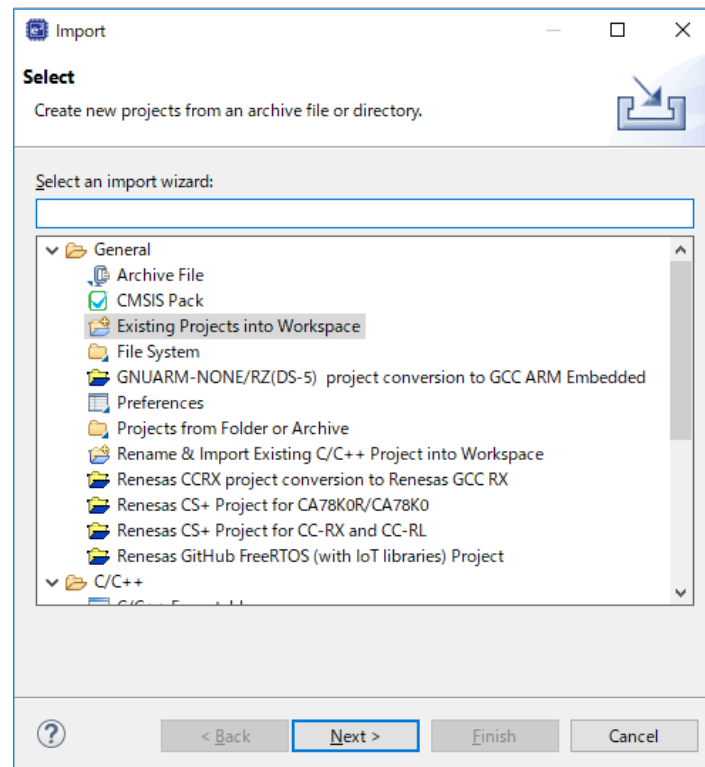 Import
Select
Create new projects from an archive file or directory.
Select an import wizard:
General
Archive File
CMSIS Pack
Existing Projects into Workspace
File System
GNUARM-NONE/RZ(DS-5) project conversion to GCC ARM Embedded
Preferences
Projects from Folder or Archive
Rename & Import Existing C/C++ Project into Workspace
Renesas CCRX project conversion to Renesas GCC RX
Renesas CS+ Project for CA78K0R/CA78K0
Renesas CS+ Project for CC-RX and CC-RL
Renesas GitHub FreeRTOS (with IoT libraries) Project
C/C++
< Back Next > Finish Cancel